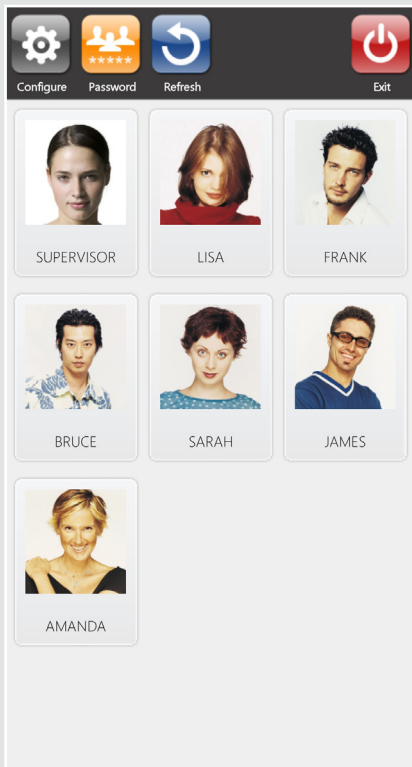 Configure Password Refresh Exit
SUPERVISOR LISA FRANK
BRUCE SARAH JAMES
AMANDA